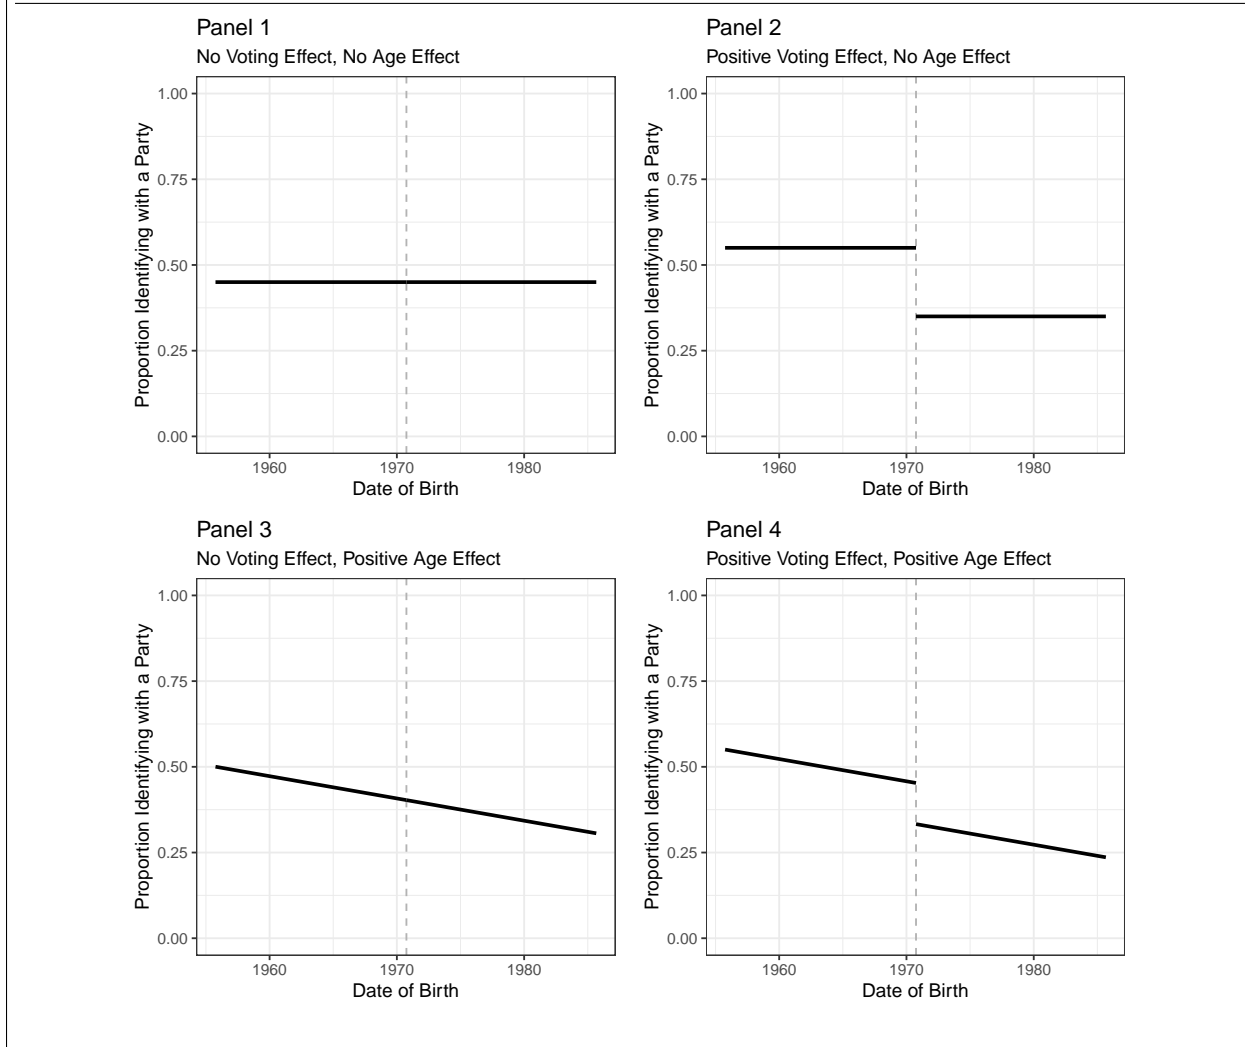 Panel 1
No Voting Effect, No Age Effect
Proportion Identifying with a Party
1.00
0.75
0.50
0.25
0.00
1960 1970 1980
Date of Birth
Panel 2
Positive Voting Effect, No Age Effect
Proportion Identifying with a Party
1.00
0.75
0.50
0.25
0.00
1960 1970 1980
Date of Birth
Panel 3
No Voting Effect, Positive Age Effect
Proportion Identifying with a Party
1.00
0.75
0.50
0.25
0.00
1960 1970 1980
Date of Birth
Panel 4
Positive Voting Effect, Positive Age Effect
Proportion Identifying with a Party
1.00
0.75
0.50
0.25
0.00
1960 1970 1980
Date of Birth